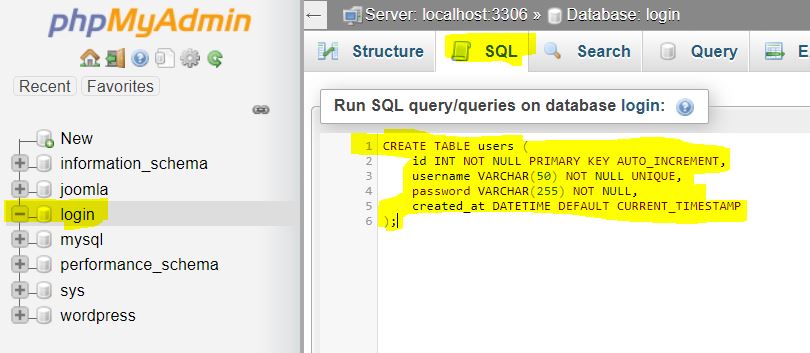 phpMyAdmin
Recent Favorites
New
information_schema
joomla
login
mysql
performance_schema
sys
wordpress
Server: localhost:3306 » Database: login
Structure SQL Search Query E
Run SQL query/queries on database login:
1 CREATE TABLE users (
2 id INT NOT NULL PRIMARY KEY AUTO_INCREMENT,
3 username VARCHAR(50) NOT NULL UNIQUE,
4 password VARCHAR(255) NOT NULL,
5 created_at DATETIME DEFAULT CURRENT_TIMESTAMP
6 );